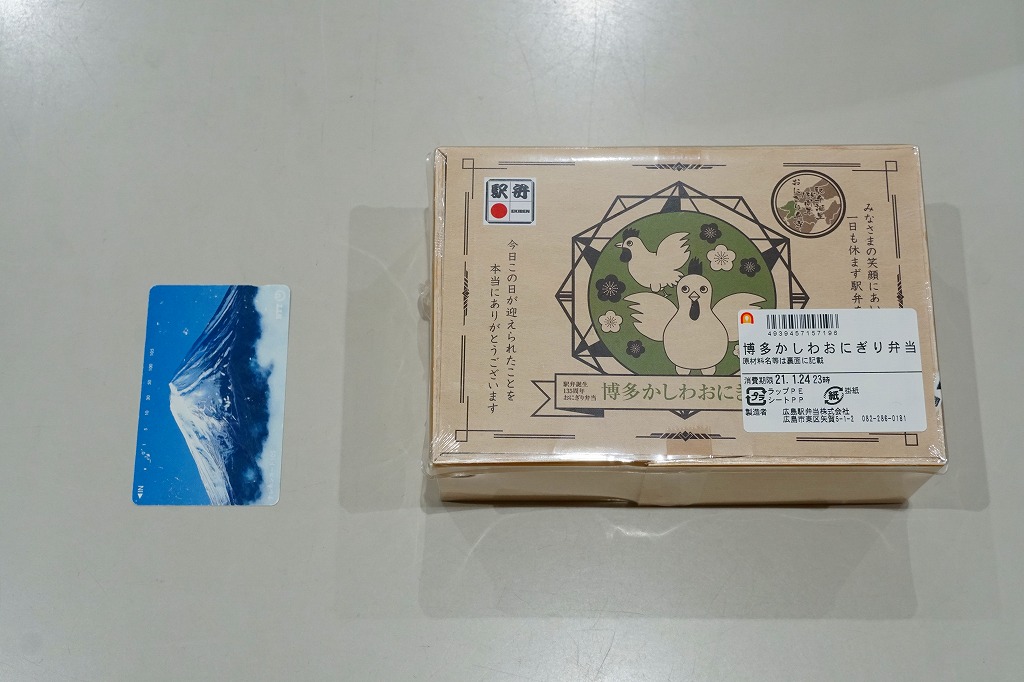 駅弁
EKIBEN
駅弁誕生
みなさまの笑顔にあい
一日も休まず駅弁
今日この日が迎えられたことを
本当にありがとうございます
駅弁誕生
135周年
おにぎり弁当
博多かしわおにぎ
4939457157196
博多かしわおにぎり弁当
原材料名等は裏面に記載
消費期限 21. 1.24 23時
プラ
ラップPE
シートPP
紙
掛紙
製造者 広島駅弁当株式会社
広島市東区矢賀5-1-2 082-286-0181